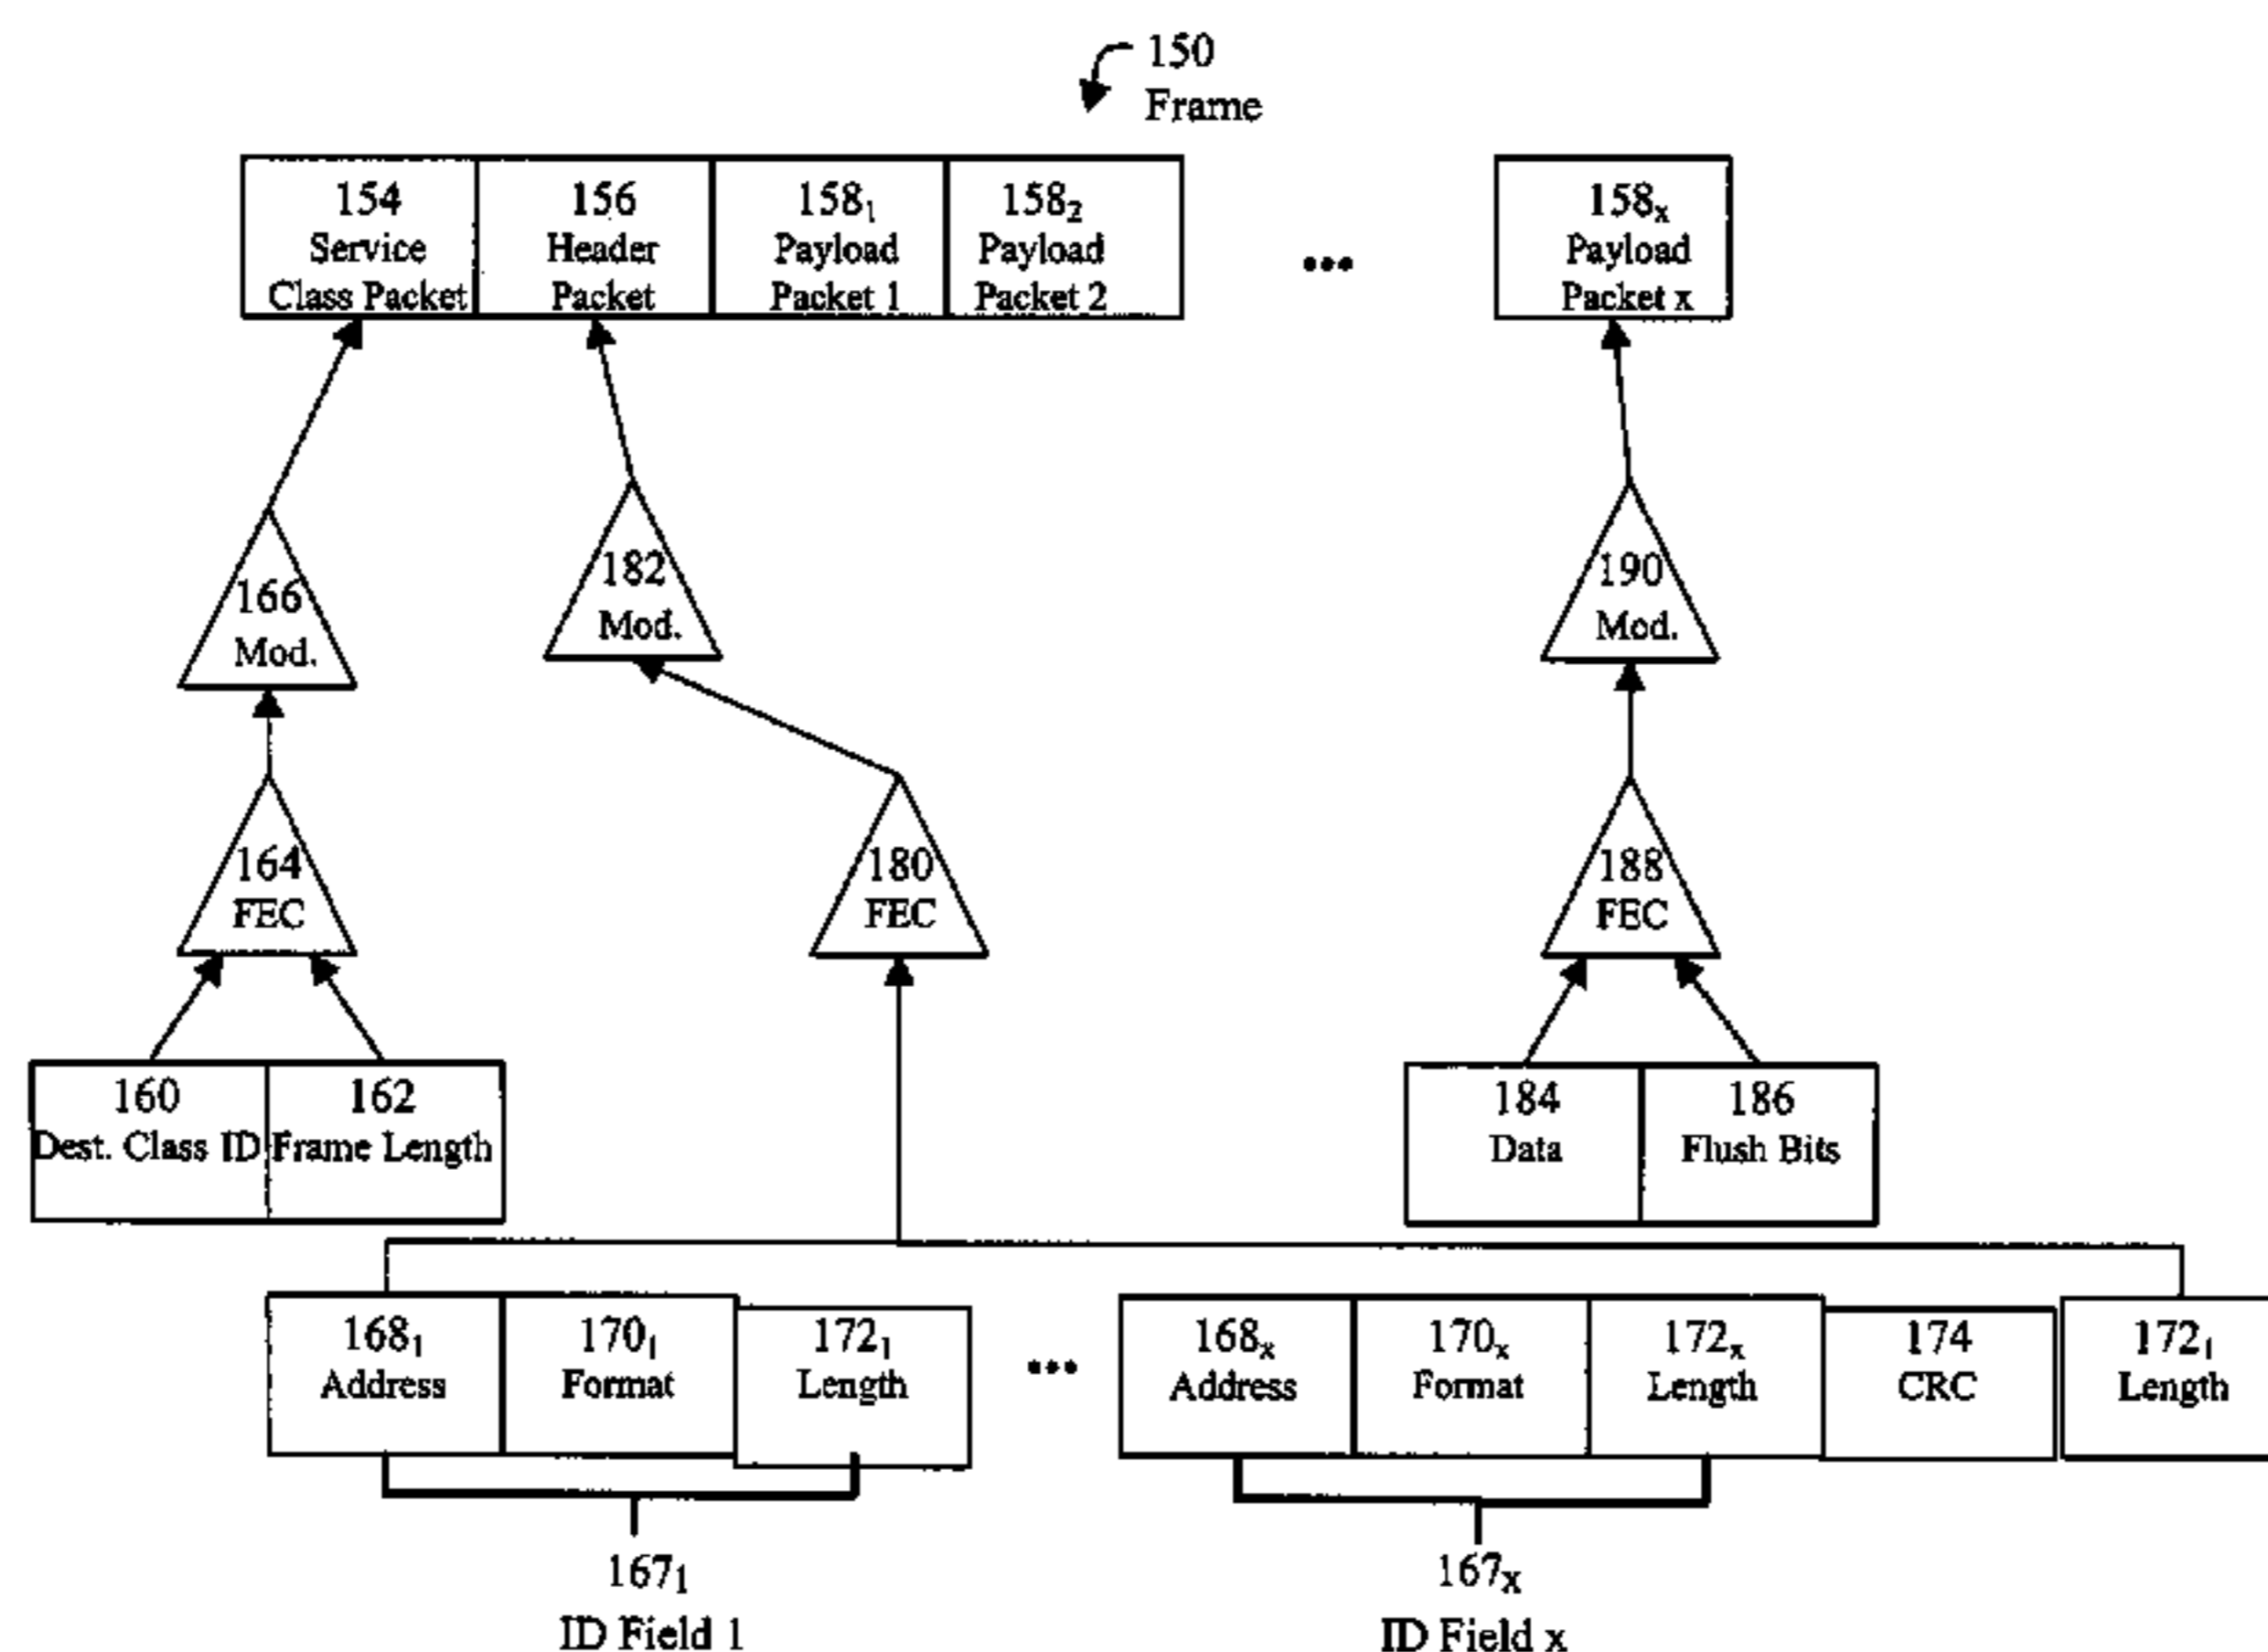 150
Frame
154
Service
Class Packet
156
Header
Packet
158₁
Payload
Packet 1
158₂
Payload
Packet 2
•••
158ₓ
Payload
Packet x
166
Mod.
182
Mod.
190
Mod.
164
FEC
180
FEC
188
FEC
160
Dest. Class ID
162
Frame Length
184
Data
186
Flush Bits
168₁
Address
170₁
Format
172₁
Length
•••
168ₓ
Address
170ₓ
Format
172ₓ
Length
174
CRC
172₁
Length
167₁
ID Field 1
167ₓ
ID Field x